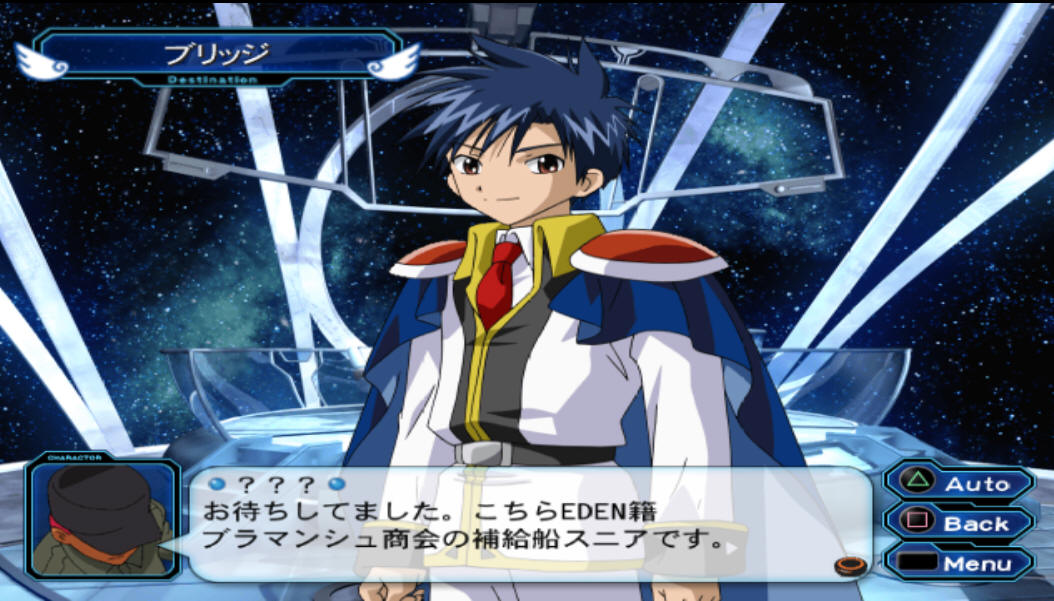 ブリッジ
Destination
CHARACTOR
？？？
お待ちしてました。こちらEDEN籍
ブラマンシュ商会の補給船スニアです。
Auto
Back
Menu